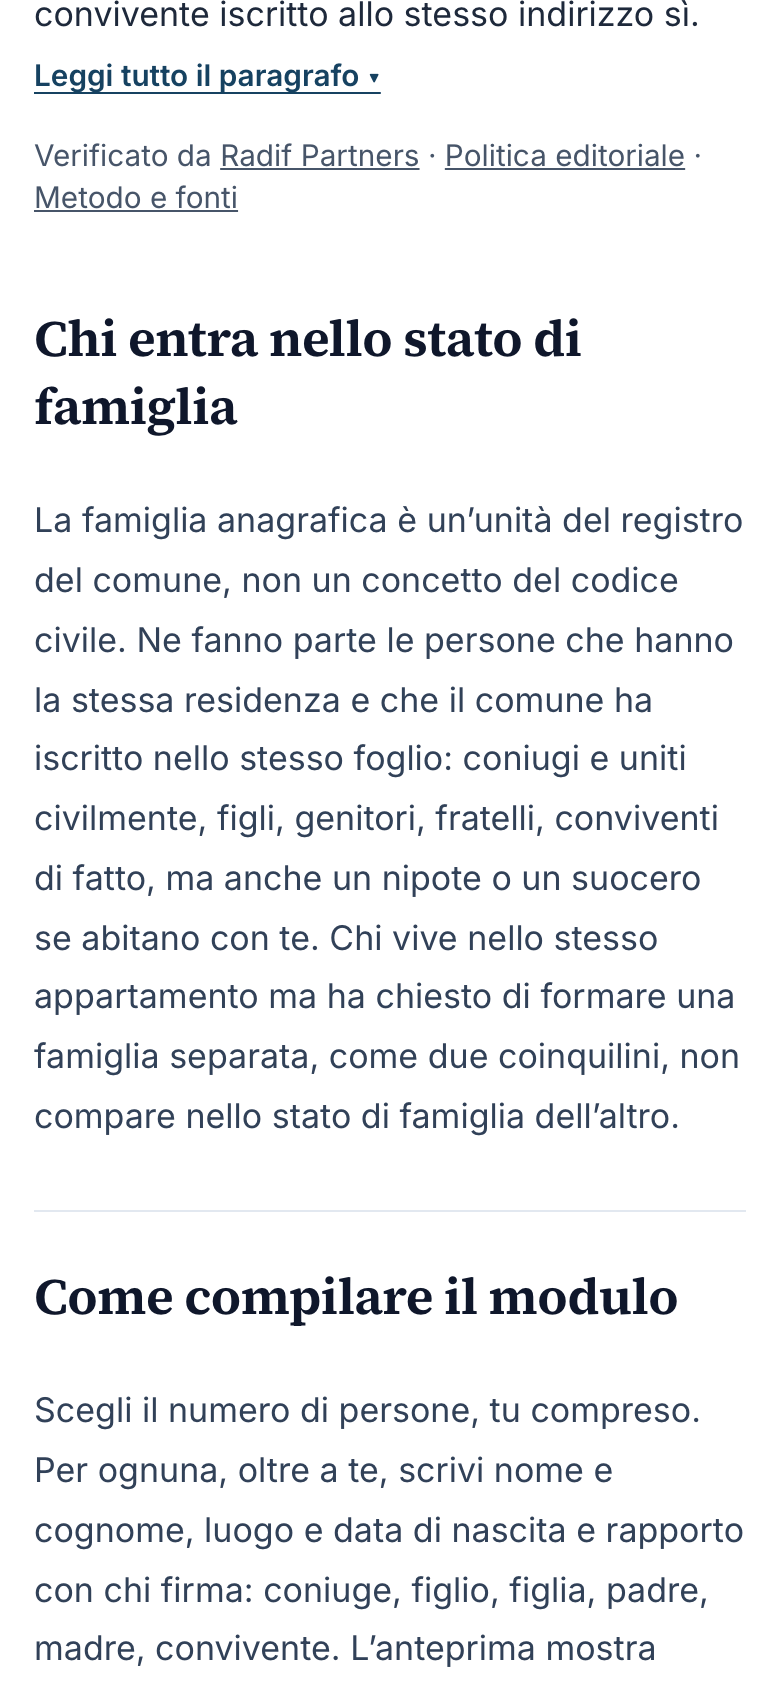 convivente iscritto allo stesso indirizzo sì.
Leggi tutto il paragrafo ▾
Verificato da Radif Partners · Politica editoriale ·
Metodo e fonti
Chi entra nello stato di
famiglia
La famiglia anagrafica è un’unità del registro
del comune, non un concetto del codice
civile. Ne fanno parte le persone che hanno
la stessa residenza e che il comune ha
iscritto nello stesso foglio: coniugi e uniti
civilmente, figli, genitori, fratelli, conviventi
di fatto, ma anche un nipote o un suocero
se abitano con te. Chi vive nello stesso
appartamento ma ha chiesto di formare una
famiglia separata, come due coinquilini, non
compare nello stato di famiglia dell’altro.
Come compilare il modulo
Scegli il numero di persone, tu compreso.
Per ognuna, oltre a te, scrivi nome e
cognome, luogo e data di nascita e rapporto
con chi firma: coniuge, figlio, figlia, padre,
madre, convivente. L’anteprima mostra